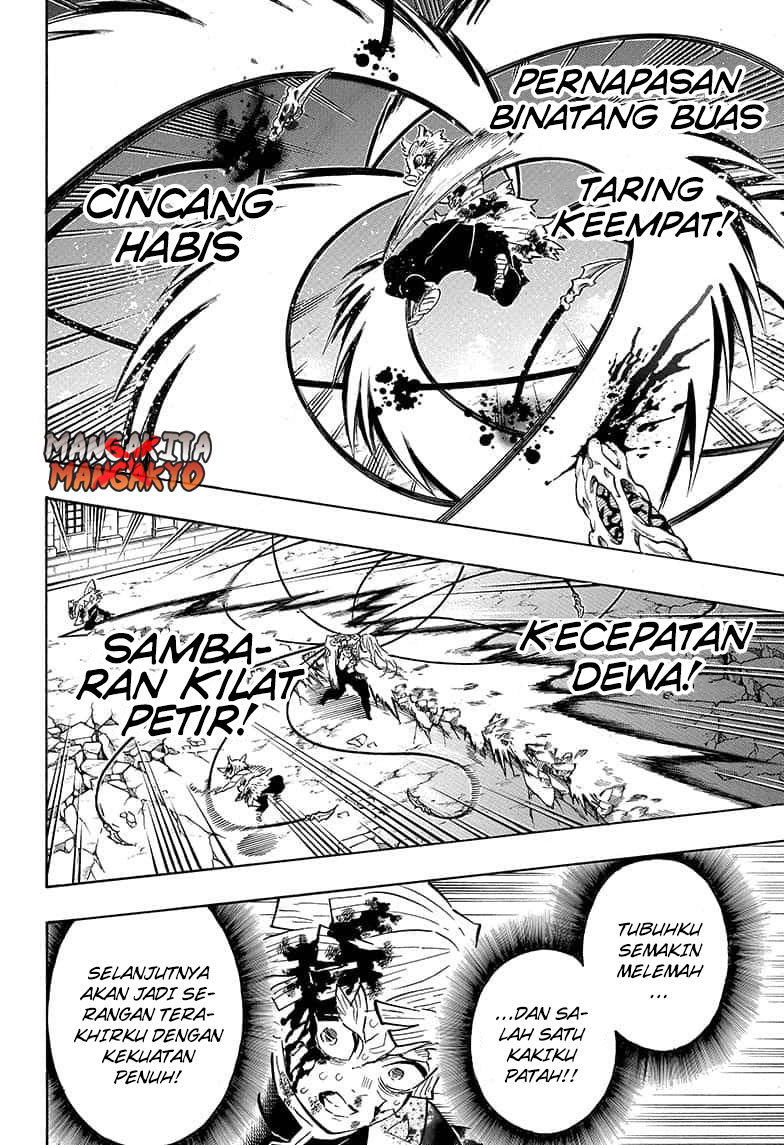 PERNAPASAN
BINATANG BUAS
TARING
KEEMPAT!
CINCANG
HABIS
MANGAKITA
MANGAKYO
KECEPATAN
DEWA!
SAMBA-
RAN KILAT
PETIR!
TUBUHKU
SEMAKIN
MELEMAH
...
...DAN SA-
LAH SATU
KAKIKU
PATAH!!
SELANJUTNYA
AKAN JADI SE-
RANGAN TERA-
KHIRKU DENGAN
KEKUATAN
PENUH!